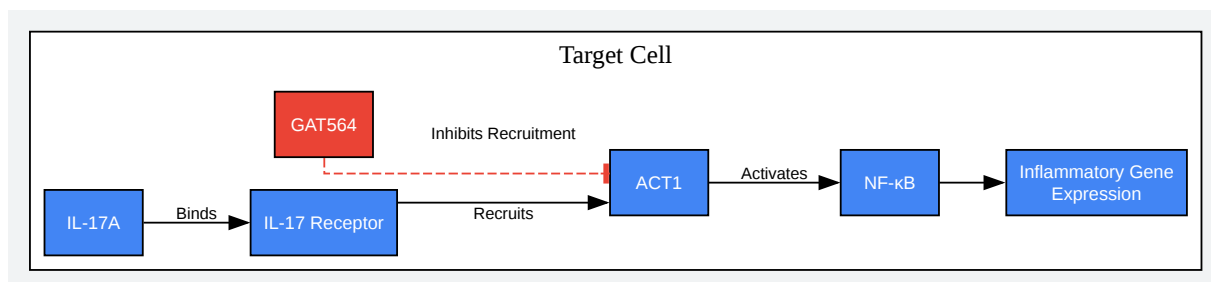 Target Cell
GAT564
Inhibits Recruitment
IL-17A
Binds
IL-17 Receptor
Recruits
ACT1
Activates
NF-κB
Inflammatory Gene
Expression